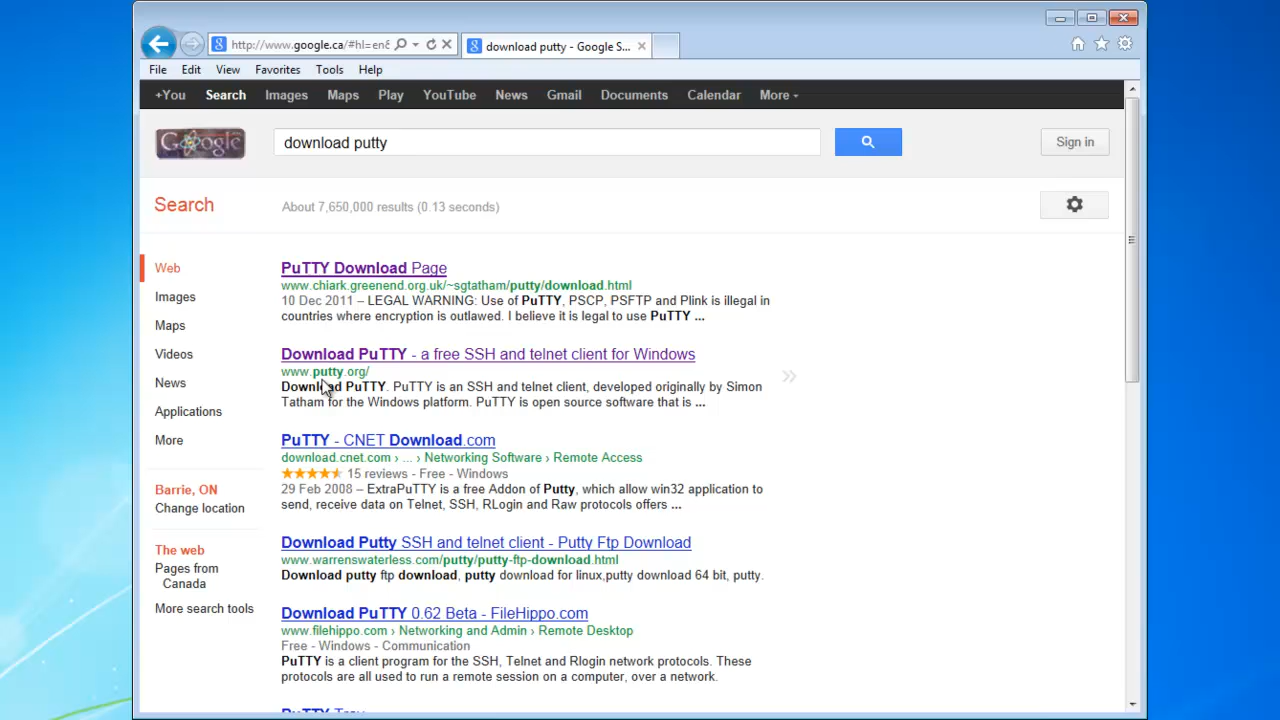 http://www.google.ca/#hl=en&
download putty - Google S...
File Edit View Favorites Tools Help
+You Search Images Maps Play YouTube News Gmail Documents Calendar More
Google
download putty
Sign in
Search
About 7,650,000 results (0.13 seconds)
Web
Images
Maps
Videos
News
Applications
More
Barrie, ON
Change location
The web
Pages from
Canada
More search tools
PuTTY Download Page
www.chiark.greenend.org.uk/~sgtatham/putty/download.html
10 Dec 2011 – LEGAL WARNING: Use of PuTTY, PSCP, PSFTP and Plink is illegal in
countries where encryption is outlawed. I believe it is legal to use PuTTY ...
Download PuTTY - a free SSH and telnet client for Windows
www.putty.org/
Download PuTTY. PuTTY is an SSH and telnet client, developed originally by Simon
Tatham for the Windows platform. PuTTY is open source software that is ...
PuTTY - CNET Download.com
download.cnet.com › ... › Networking Software › Remote Access
15 reviews - Free - Windows
29 Feb 2008 – ExtraPuTTY is a free Addon of Putty, which allow win32 application to
send, receive data on Telnet, SSH, RLogin and Raw protocols offers ...
Download Putty SSH and telnet client - Putty Ftp Download
www.warrenswaterless.com/putty/putty-ftp-download.html
Download putty ftp download, putty download for linux,putty download 64 bit, putty.
Download PuTTY 0.62 Beta - FileHippo.com
www.filehippo.com › Networking and Admin › Remote Desktop
Free - Windows - Communication
PuTTY is a client program for the SSH, Telnet and Rlogin network protocols. These
protocols are all used to run a remote session on a computer, over a network.
PuTTY Tray